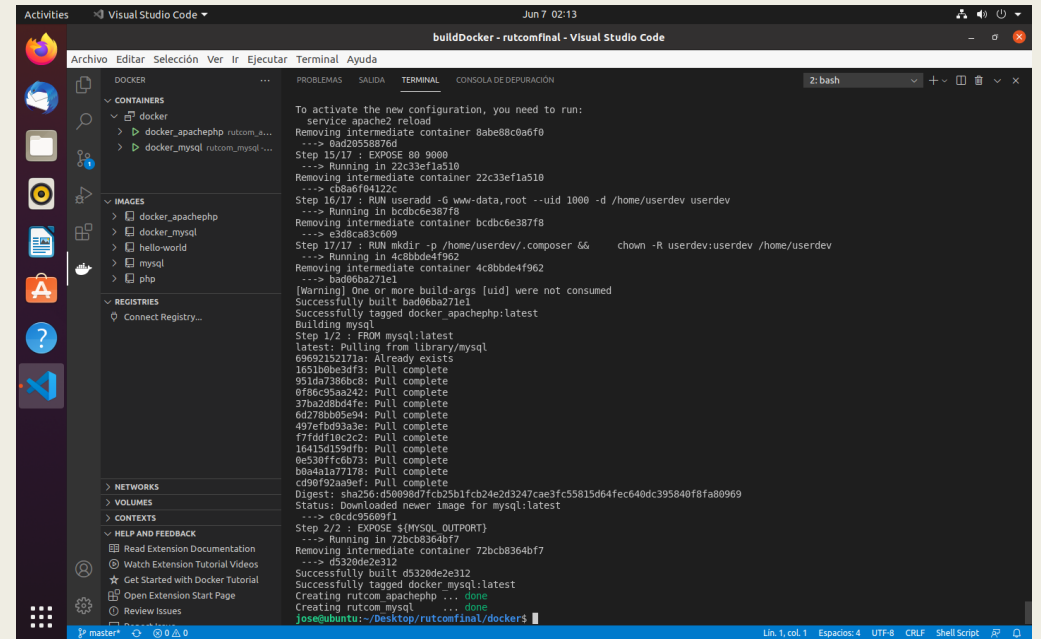 Activities
Visual Studio Code
Jun 7 02:13
buildDocker - rutcomfinal - Visual Studio Code
Archivo Editar Selección Ver Ir Ejecutar Terminal Ayuda
DOCKER
CONTAINERS
docker
docker_apachephp rutcom_a...
docker_mysql rutcom_mysql -...
IMAGES
docker_apachephp
docker_mysql
hello-world
mysql
php
REGISTRIES
Connect Registry...
NETWORKS
VOLUMES
CONTEXTS
HELP AND FEEDBACK
Read Extension Documentation
Watch Extension Tutorial Videos
Get Started with Docker Tutorial
Open Extension Start Page
Review Issues
PROBLEMAS SALIDA TERMINAL CONSOLA DE DEPURACIÓN
2: bash
To activate the new configuration, you need to run:
service apache2 reload
Removing intermediate container 8abe88c0a6f0
---> 0ad20558876d
Step 15/17 : EXPOSE 80 9000
---> Running in 22c33ef1a510
Removing intermediate container 22c33ef1a510
---> cb8a6f04122c
Step 16/17 : RUN useradd -G www-data,root --uid 1000 -d /home/userdev userdev
---> Running in bcdbc6e387f8
Removing intermediate container bcdbc6e387f8
---> e3d8ca83c609
Step 17/17 : RUN mkdir -p /home/userdev/.composer && chown -R userdev:userdev /home/userdev
---> Running in 4c8bbde4f962
Removing intermediate container 4c8bbde4f962
---> bad06ba271e1
[Warning] One or more build-args [uid] were not consumed
Successfully built bad06ba271e1
Successfully tagged docker_apachephp:latest
Building mysql
Step 1/2 : FROM mysql:latest
latest: Pulling from library/mysql
69692152171a: Already exists
1651b0be3df3: Pull complete
951da7386bc8: Pull complete
0f86c95aa242: Pull complete
37ba2d8bd4fe: Pull complete
6d278bb05e94: Pull complete
497efbd93a3e: Pull complete
f7fddf10c2c2: Pull complete
16415d159dfb: Pull complete
0e530ffc6b73: Pull complete
b0a4a1a77178: Pull complete
cd90f92aa9ef: Pull complete
Digest: sha256:d50098d7fcb25b1fcb24e2d3247cae3fc55815d64fec640dc395840f8fa80969
Status: Downloaded newer image for mysql:latest
---> c0cdc95609f1
Step 2/2 : EXPOSE ${MYSQL_OUTPORT}
---> Running in 72bcb8364bf7
Removing intermediate container 72bcb8364bf7
---> d5320de2e312
Successfully built d5320de2e312
Successfully tagged docker_mysql:latest
Creating rutcom_apachephp ... done
Creating rutcom_mysql ... done
jose@ubuntu:~/Desktop/rutcomfinal/docker$
master* 0 0
Lín. 1, col. 1 Espacios: 4 UTF-8 CRLF Shell Script